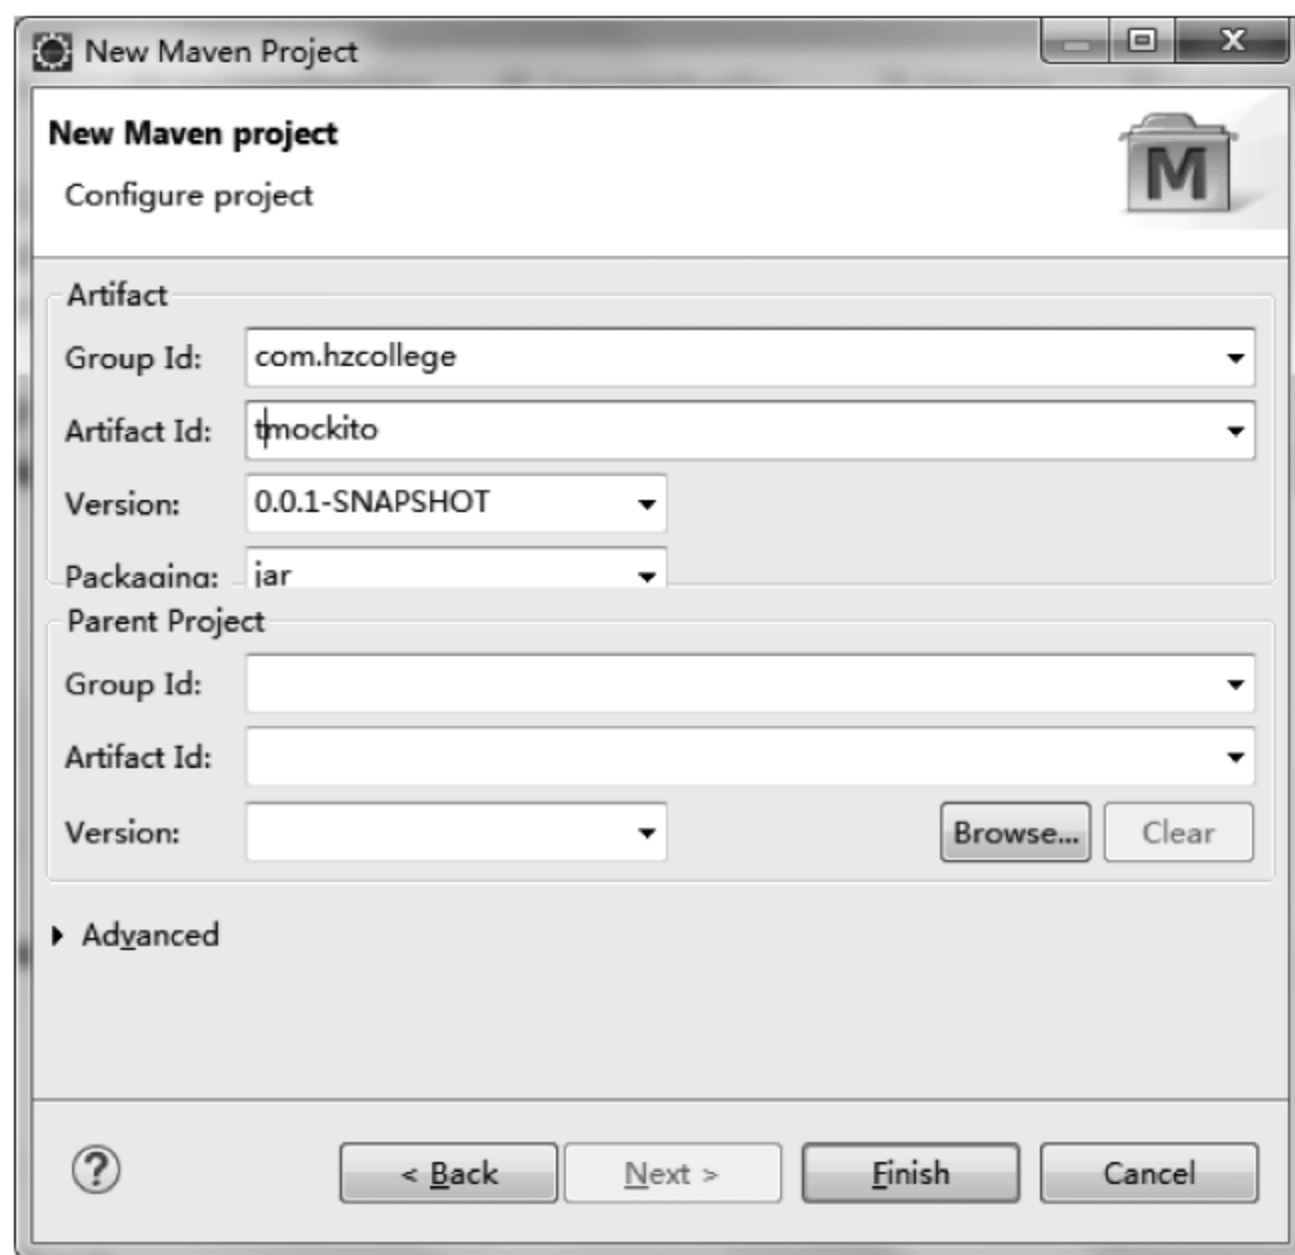 New Maven Project
New Maven project
Configure project
M
Artifact
Group Id: com.hzcollege
Artifact Id: tmockito
Version: 0.0.1-SNAPSHOT
Packaging: jar
Parent Project
Group Id:
Artifact Id:
Version: Browse... Clear
Advanced
? < Back Next > Finish Cancel